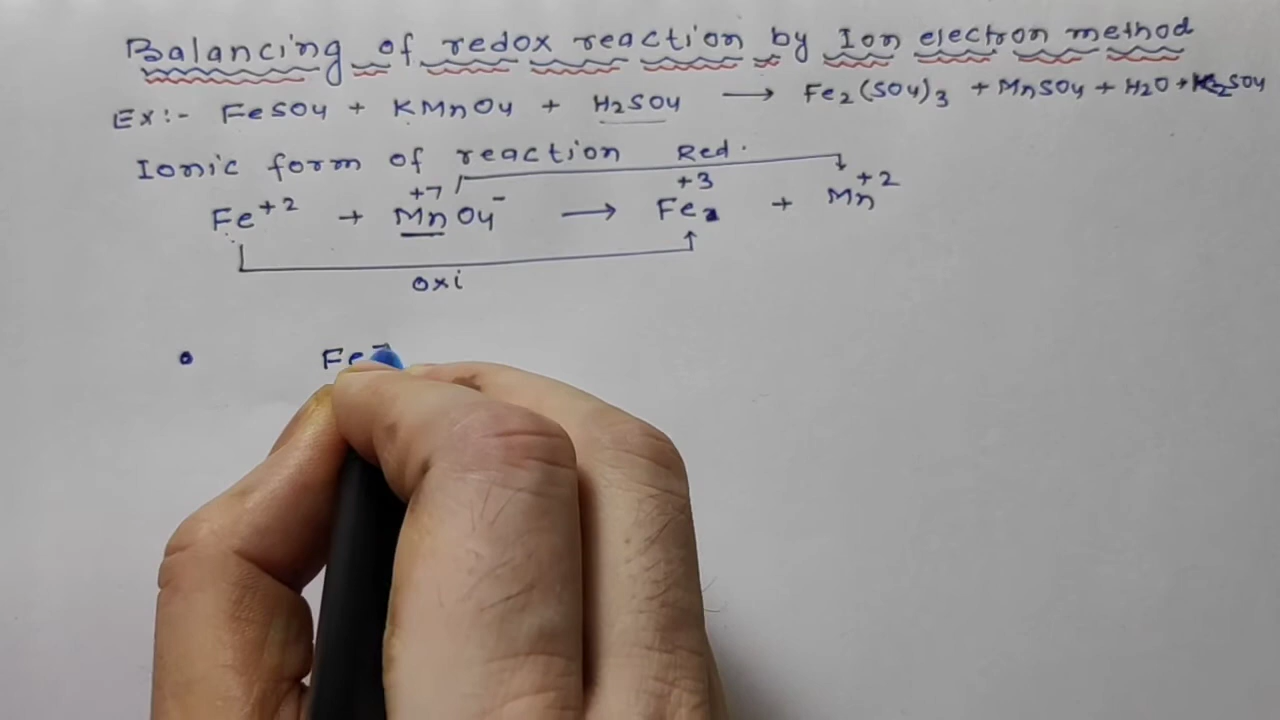 Balancing of redox reaction by Ion electron method
Ex:- FeSO4 + KMnO4 + H2SO4 → Fe2(SO4)3 + MnSO4 + H2O + K2SO4
Ionic form of reaction Red.
Fe+2 + +7 MnO4- → +3 Fe2 + Mn+2
oxi
Fe